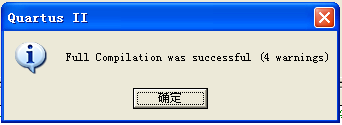 Quartus II
Full Compilation was successful (4 warnings)
确定